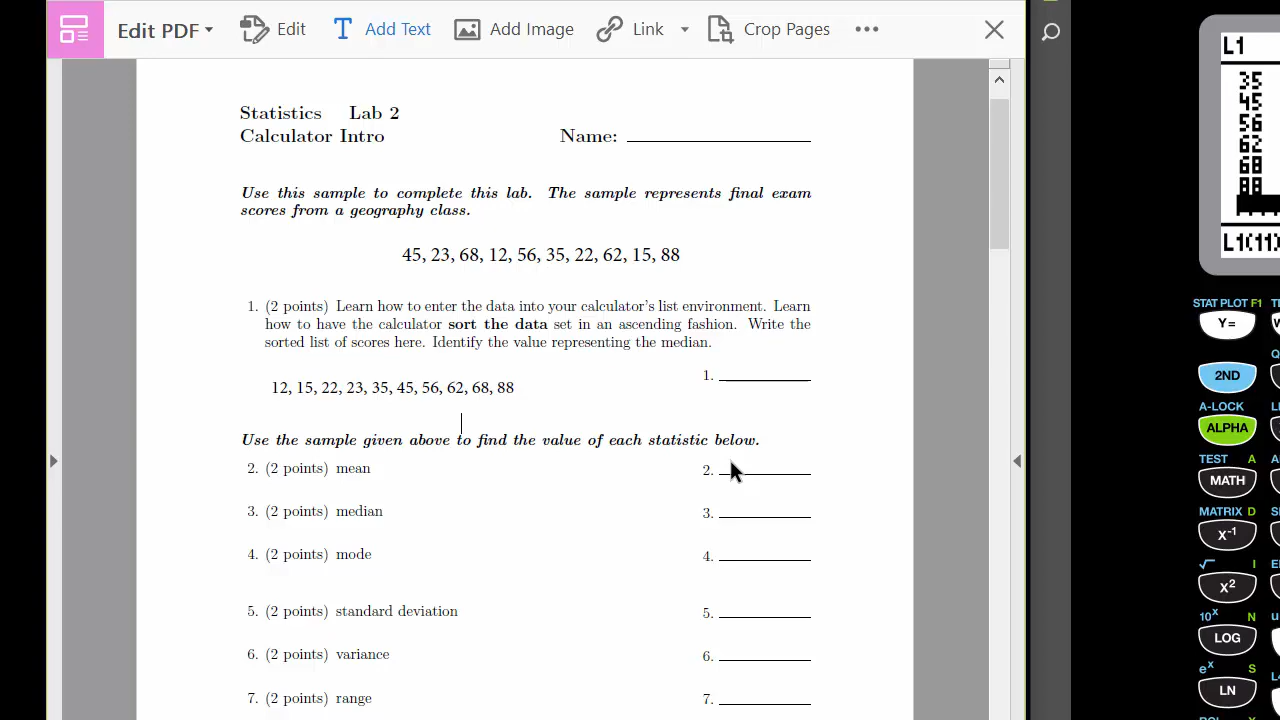 Edit PDF
Edit
Add Text
Add Image
Link
Crop Pages
Statistics Lab 2
Calculator Intro
Name:
Use this sample to complete this lab. The sample represents final exam
scores from a geography class.
45, 23, 68, 12, 56, 35, 22, 62, 15, 88
1. (2 points) Learn how to enter the data into your calculator's list environment. Learn
how to have the calculator sort the data set in an ascending fashion. Write the
sorted list of scores here. Identify the value representing the median.
1.
12, 15, 22, 23, 35, 45, 56, 62, 68, 88
Use the sample given above to find the value of each statistic below.
2. (2 points) mean
2.
3. (2 points) median
3.
4. (2 points) mode
4.
5. (2 points) standard deviation
5.
6. (2 points) variance
6.
7. (2 points) range
7.
L1
35
45
56
62
68
88
L1(11)
STAT PLOT F1
Y=
2ND
A-LOCK
ALPHA
TEST A
MATH
MATRIX D
X-1
√ I
X2
10x N
LOG
ex S
LN